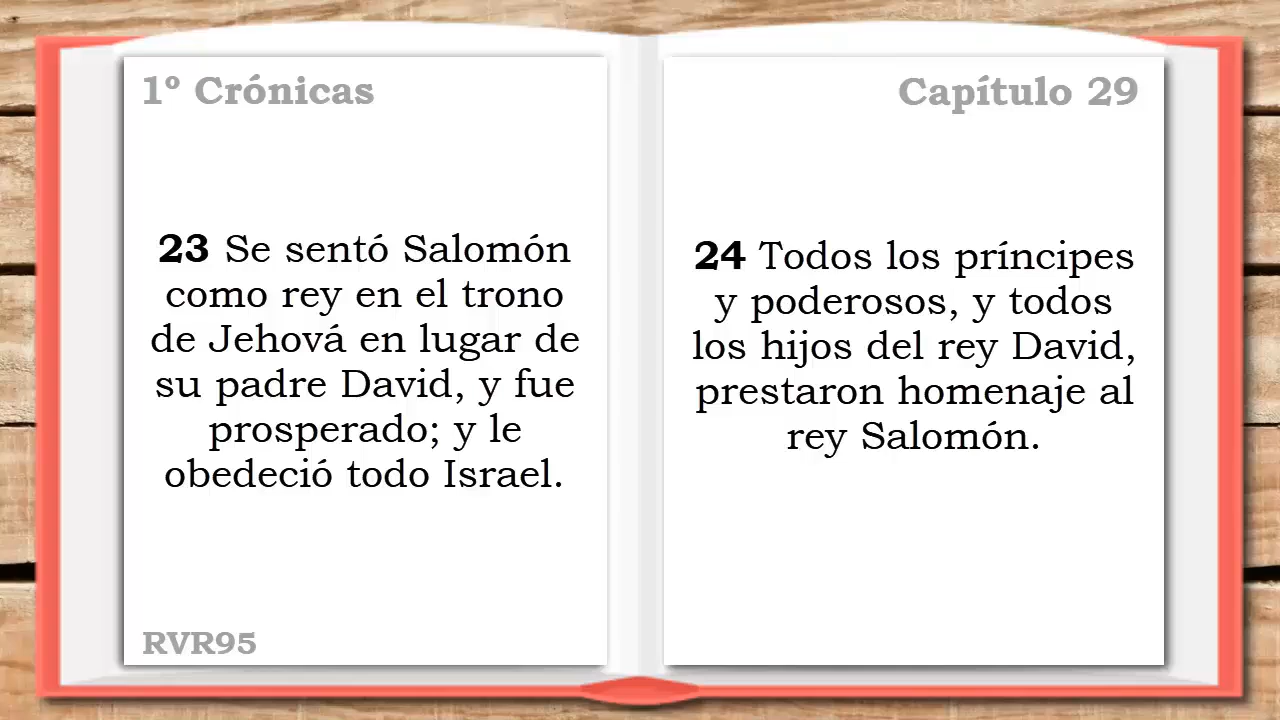 1º Crónicas
23 Se sentó Salomón
como rey en el trono
de Jehová en lugar de
su padre David, y fue
prosperado; y le
obedeció todo Israel.
RVR95
Capítulo 29
24 Todos los príncipes
y poderosos, y todos
los hijos del rey David,
prestaron homenaje al
rey Salomón.